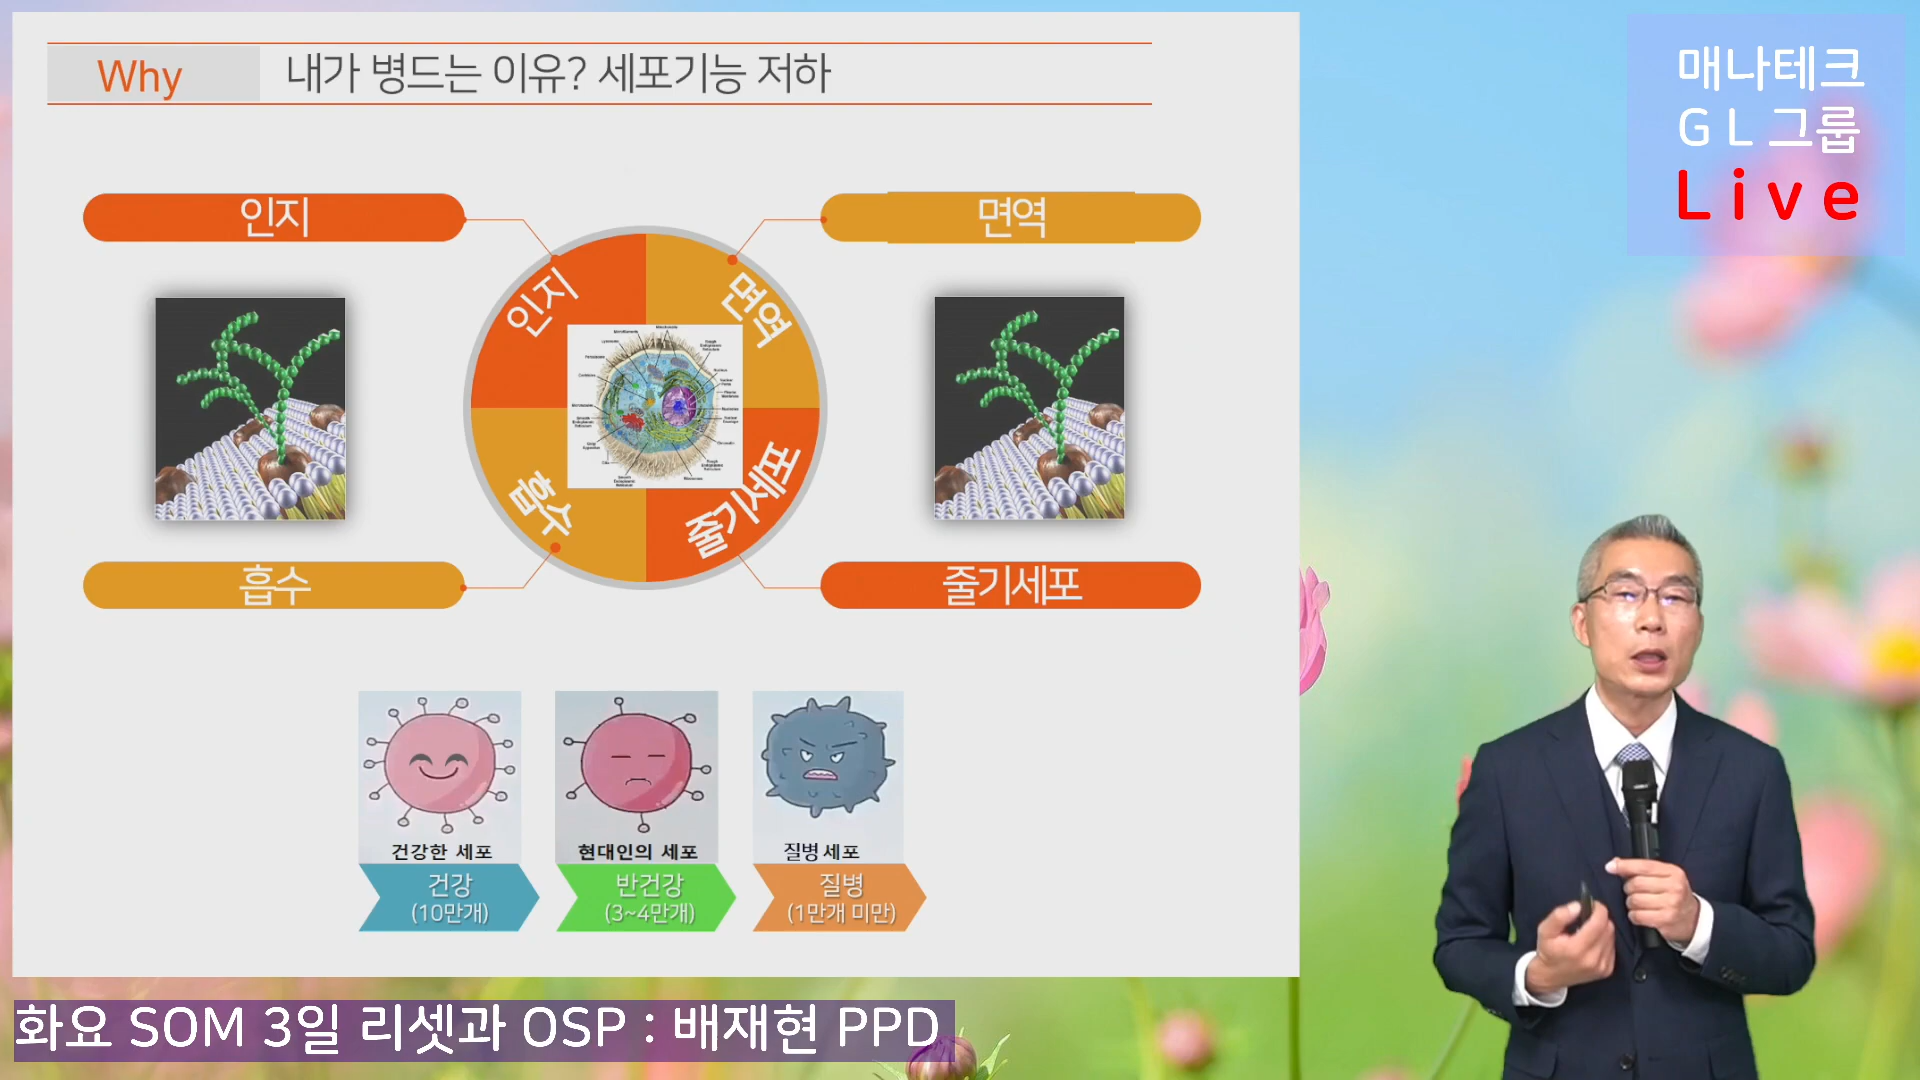 Why
내가 병드는 이유? 세포기능 저하
매나테크
G L 그룹
Live
인지
면역
인지
면역
흡수
줄기세포
흡수
줄기세포
건강한 세포
현대인의 세포
질병 세포
건강
(10만개)
반건강
(3~4만개)
질병
(1만개 미만)
화요 SOM 3일 리셋과 OSP : 배재현 PPD